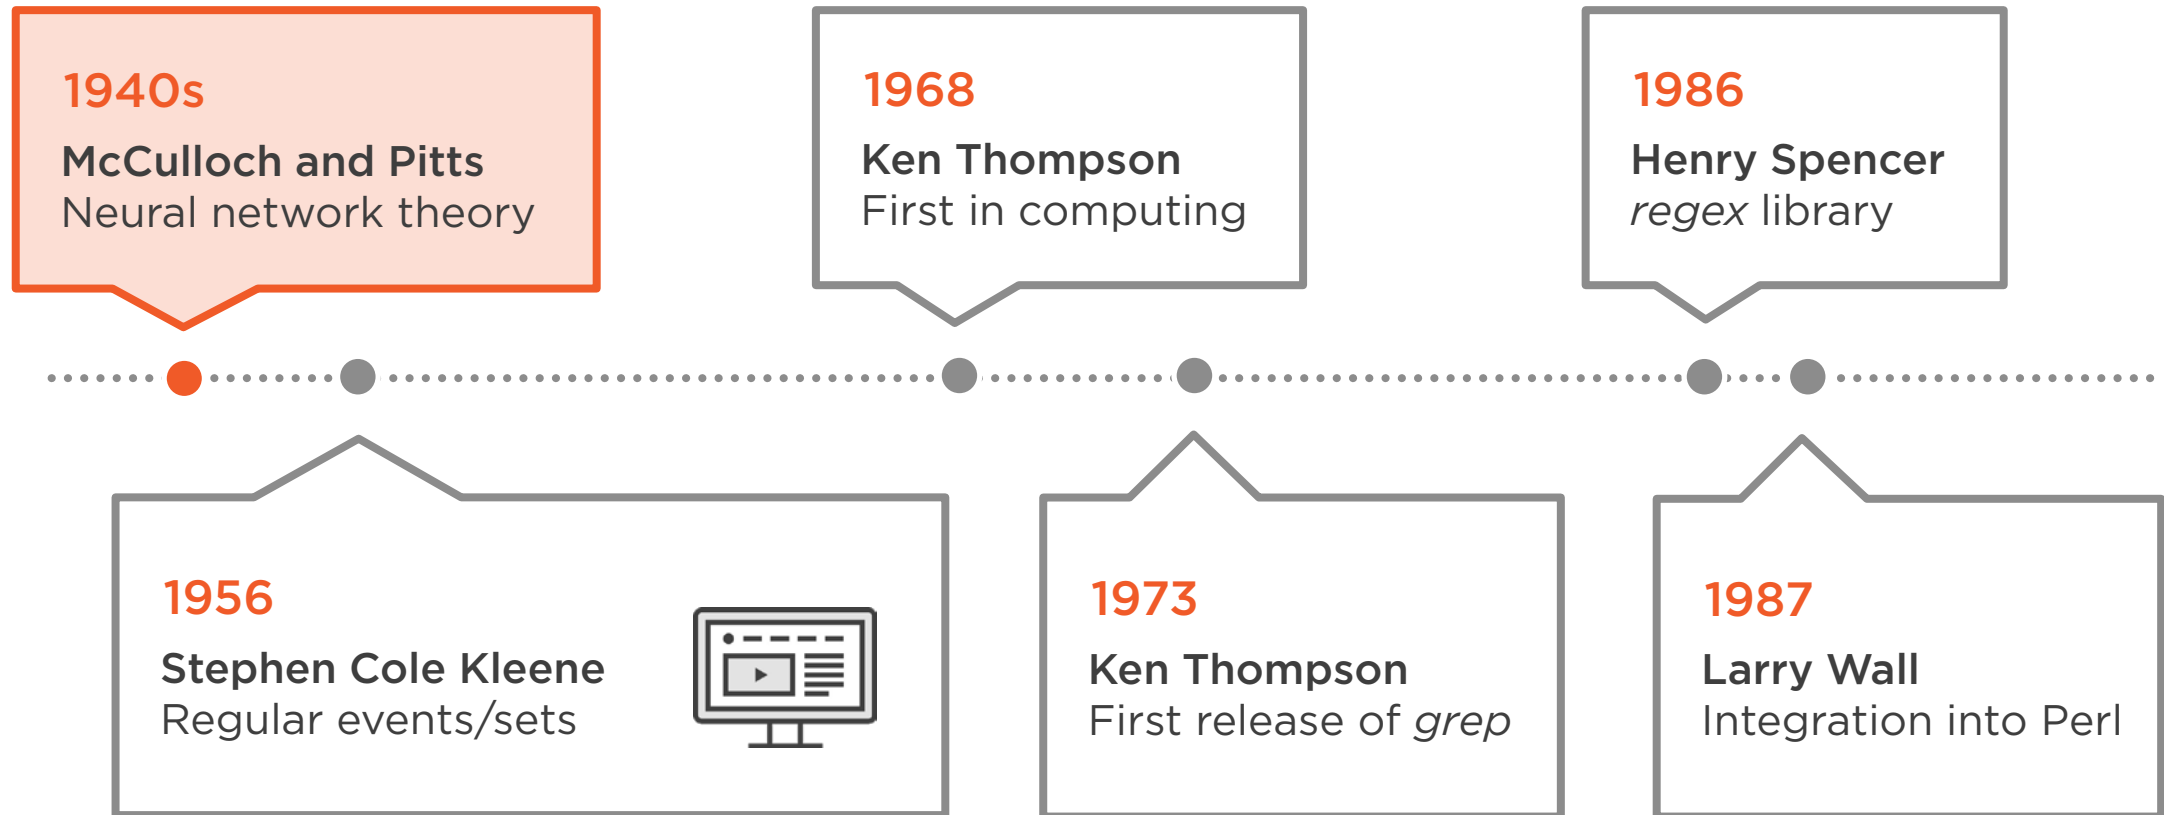 1940s
McCulloch and Pitts
Neural network theory
1968
Ken Thompson
First in computing
1986
Henry Spencer
regex library
1956
Stephen Cole Kleene
Regular events/sets
1973
Ken Thompson
First release of grep
1987
Larry Wall
Integration into Perl